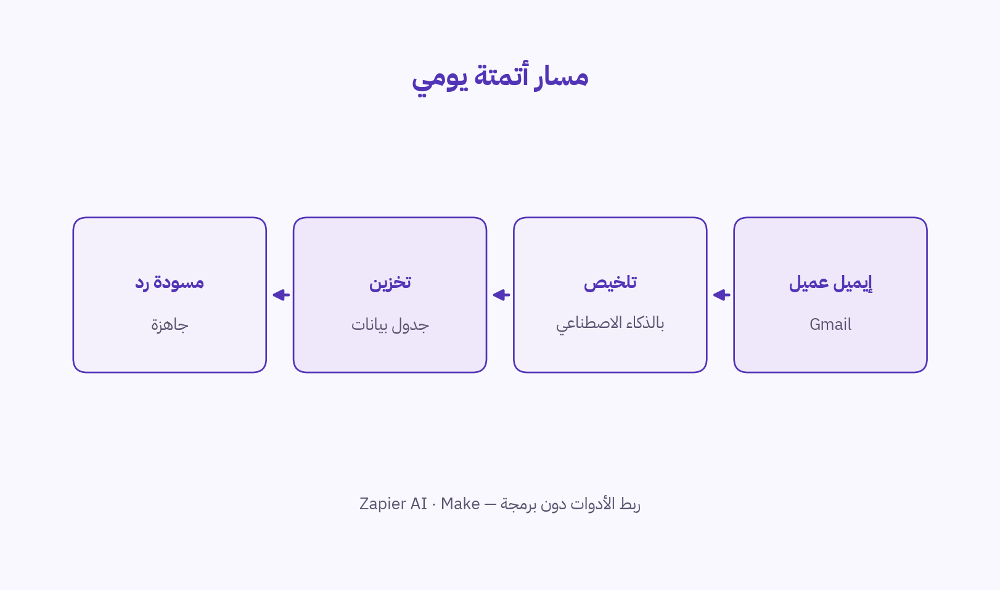 مسار أتمتة يومي
إيميل عميل
Gmail
تلخيص
بالذكاء الاصطناعي
تخزين
جدول بيانات
مسودة رد
جاهزة
ربط الأدوات دون برمجة — Zapier AI · Make